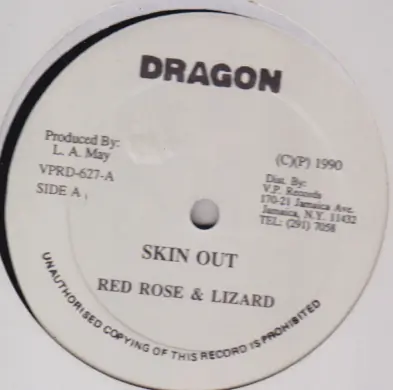 DRAGON
Produced By:
L. A. May
VPRD-627-A
SIDE A
(C)(P) 1990
Dist. By:
V.P. Records
170-21 Jamaica Ave.
Jamaica, N.Y. 11432
TEL: (291) 7058
SKIN OUT
RED ROSE & LIZARD
UNAUTHORISED COPYING OF THIS RECORD IS PROHIBITED